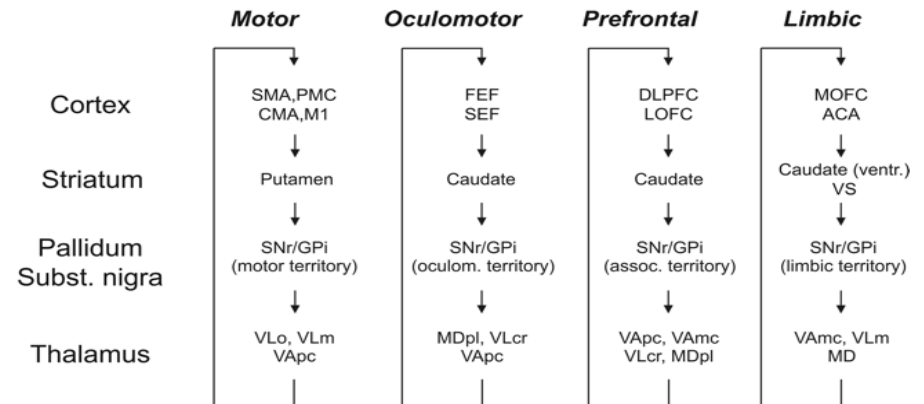 Motor Oculomotor Prefrontal Limbic
Cortex
SMA,PMC
CMA,M1
FEF
SEF
DLPFC
LOFC
MOFC
ACA
Striatum
Putamen
Caudate
Caudate
Caudate (ventr.)
VS
Pallidum
Subst. nigra
SNr/GPi
(motor territory)
SNr/GPi
(oculom. territory)
SNr/GPi
(assoc. territory)
SNr/GPi
(limbic territory)
Thalamus
VLo, VLm
VApc
MDpl, VLcr
VApc
VApc, VAmc
VLcr, MDpl
VAmc, VLm
MD